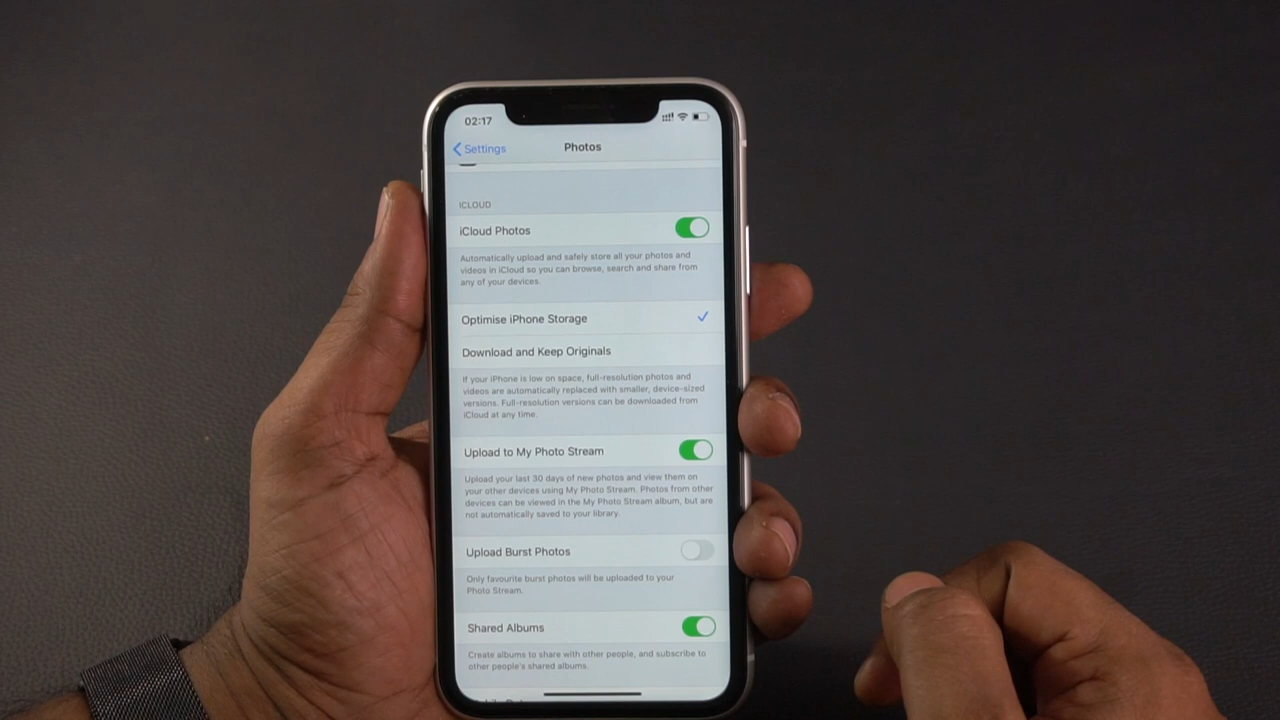 02:17
Settings
Photos
ICLOUD
iCloud Photos
Automatically upload and safely store all your photos and
videos in iCloud so you can browse, search and share from
any of your devices.
Optimise iPhone Storage
Download and Keep Originals
If your iPhone is low on space, full-resolution photos and
videos are automatically replaced with smaller, device-sized
versions. Full-resolution versions can be downloaded from
iCloud at any time.
Upload to My Photo Stream
Upload your last 30 days of new photos and view them on
your other devices using My Photo Stream. Photos from other
devices can be viewed in the My Photo Stream album, but are
not automatically saved to your library.
Upload Burst Photos
Only favourite burst photos will be uploaded to your
Photo Stream.
Shared Albums
Create albums to share with other people, and subscribe to
other people's shared albums.